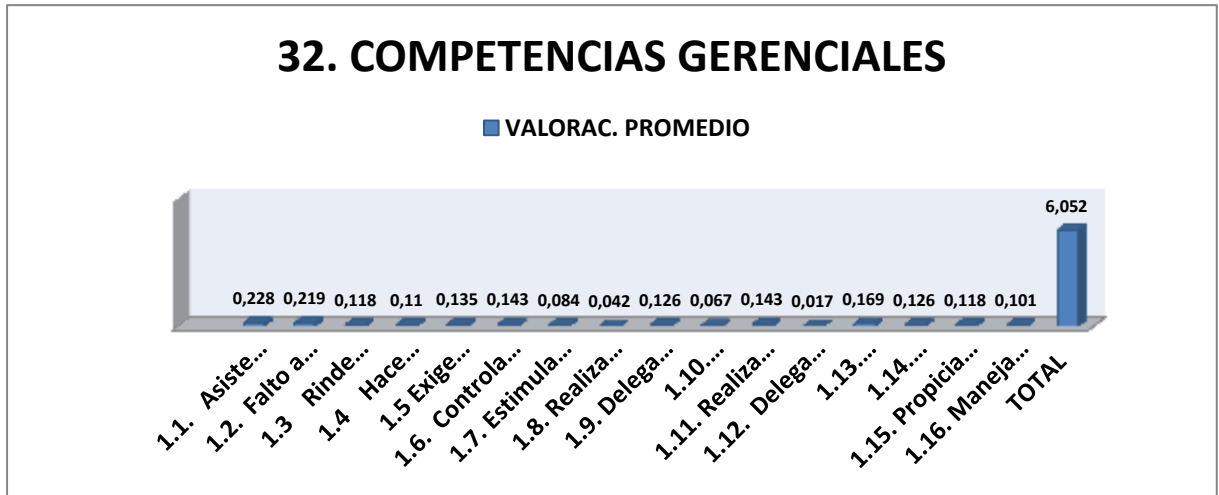 32. COMPETENCIAS GERENCIALES
VALORAC. PROMEDIO
6,052
0,228 0,219 0,118 0,11 0,135 0,143 0,084 0,042 0,126 0,067 0,143 0,017 0,169 0,126 0,118 0,101
1.1. Asiste...
1.2. Falto a...
1.3 Rinde...
1.4 Hace...
1.5 Exige...
1.6. Controla...
1.7. Estimula...
1.8. Realiza...
1.9. Delega...
1.10....
1.11. Realiza...
1.12. Delega...
1.13....
1.14....
1.15. Propicia...
1.16. Maneja...
TOTAL